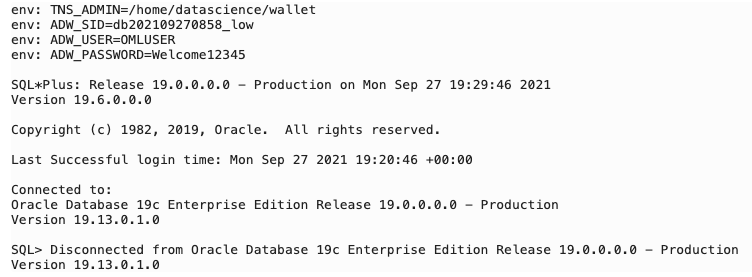 env: TNS_ADMIN=/home/datascience/wallet
env: ADW_SID=db202109270858_low
env: ADW_USER=OMLUSER
env: ADW_PASSWORD=Welcome12345
SQL*Plus: Release 19.0.0.0.0 – Production on Mon Sep 27 19:29:46 2021
Version 19.6.0.0.0
Copyright (c) 1982, 2019, Oracle.  All rights reserved.
Last Successful login time: Mon Sep 27 2021 19:20:46 +00:00
Connected to:
Oracle Database 19c Enterprise Edition Release 19.0.0.0.0 – Production
Version 19.13.0.1.0
SQL> Disconnected from Oracle Database 19c Enterprise Edition Release 19.0.0.0.0 – Production
Version 19.13.0.1.0